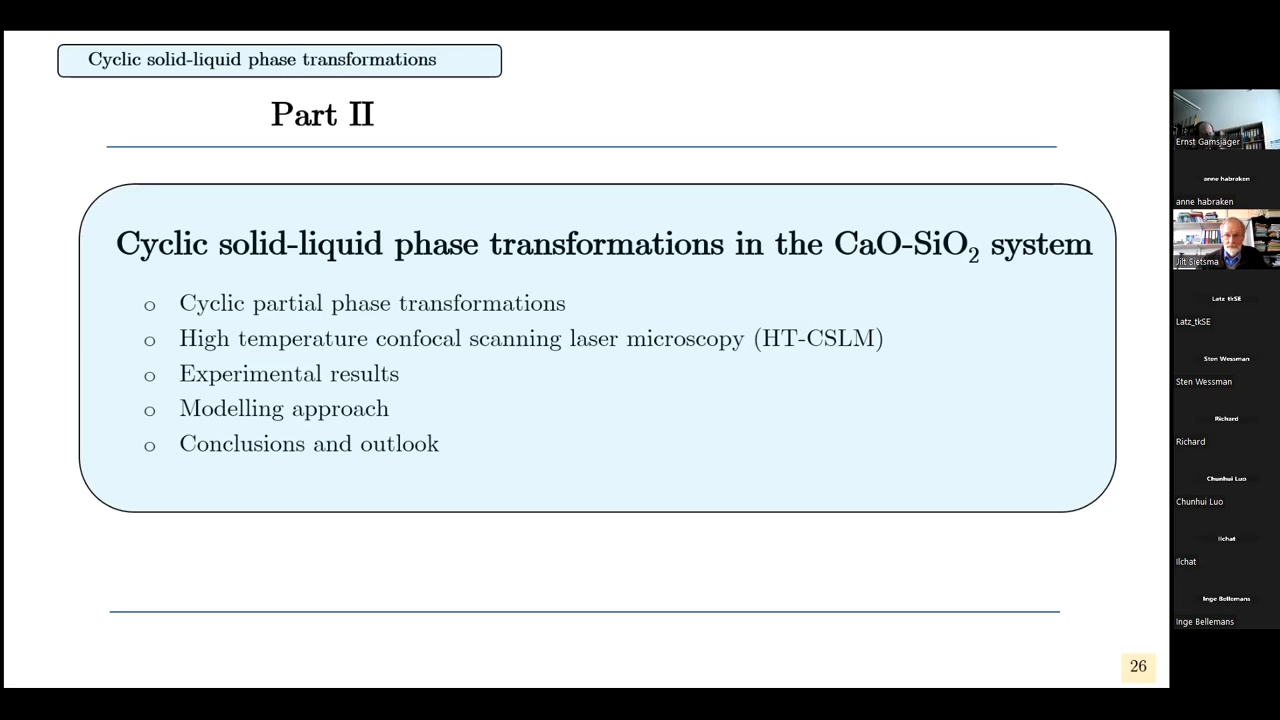 Cyclic solid-liquid phase transformations
Part II
Cyclic solid-liquid phase transformations in the CaO-SiO₂ system
o Cyclic partial phase transformations
o High temperature confocal scanning laser microscopy (HT-CSLM)
o Experimental results
o Modelling approach
o Conclusions and outlook
26
Ernst Gamsjäger
anne habraken
anne habraken
Jilt Sietsma
Latz_tkSE
Latz_tkSE
Sten Wessman
Sten Wessman
Richard
Richard
Chunhui Luo
Chunhui Luo
Ilchat
Ilchat
Inge Bellemans
Inge Bellemans